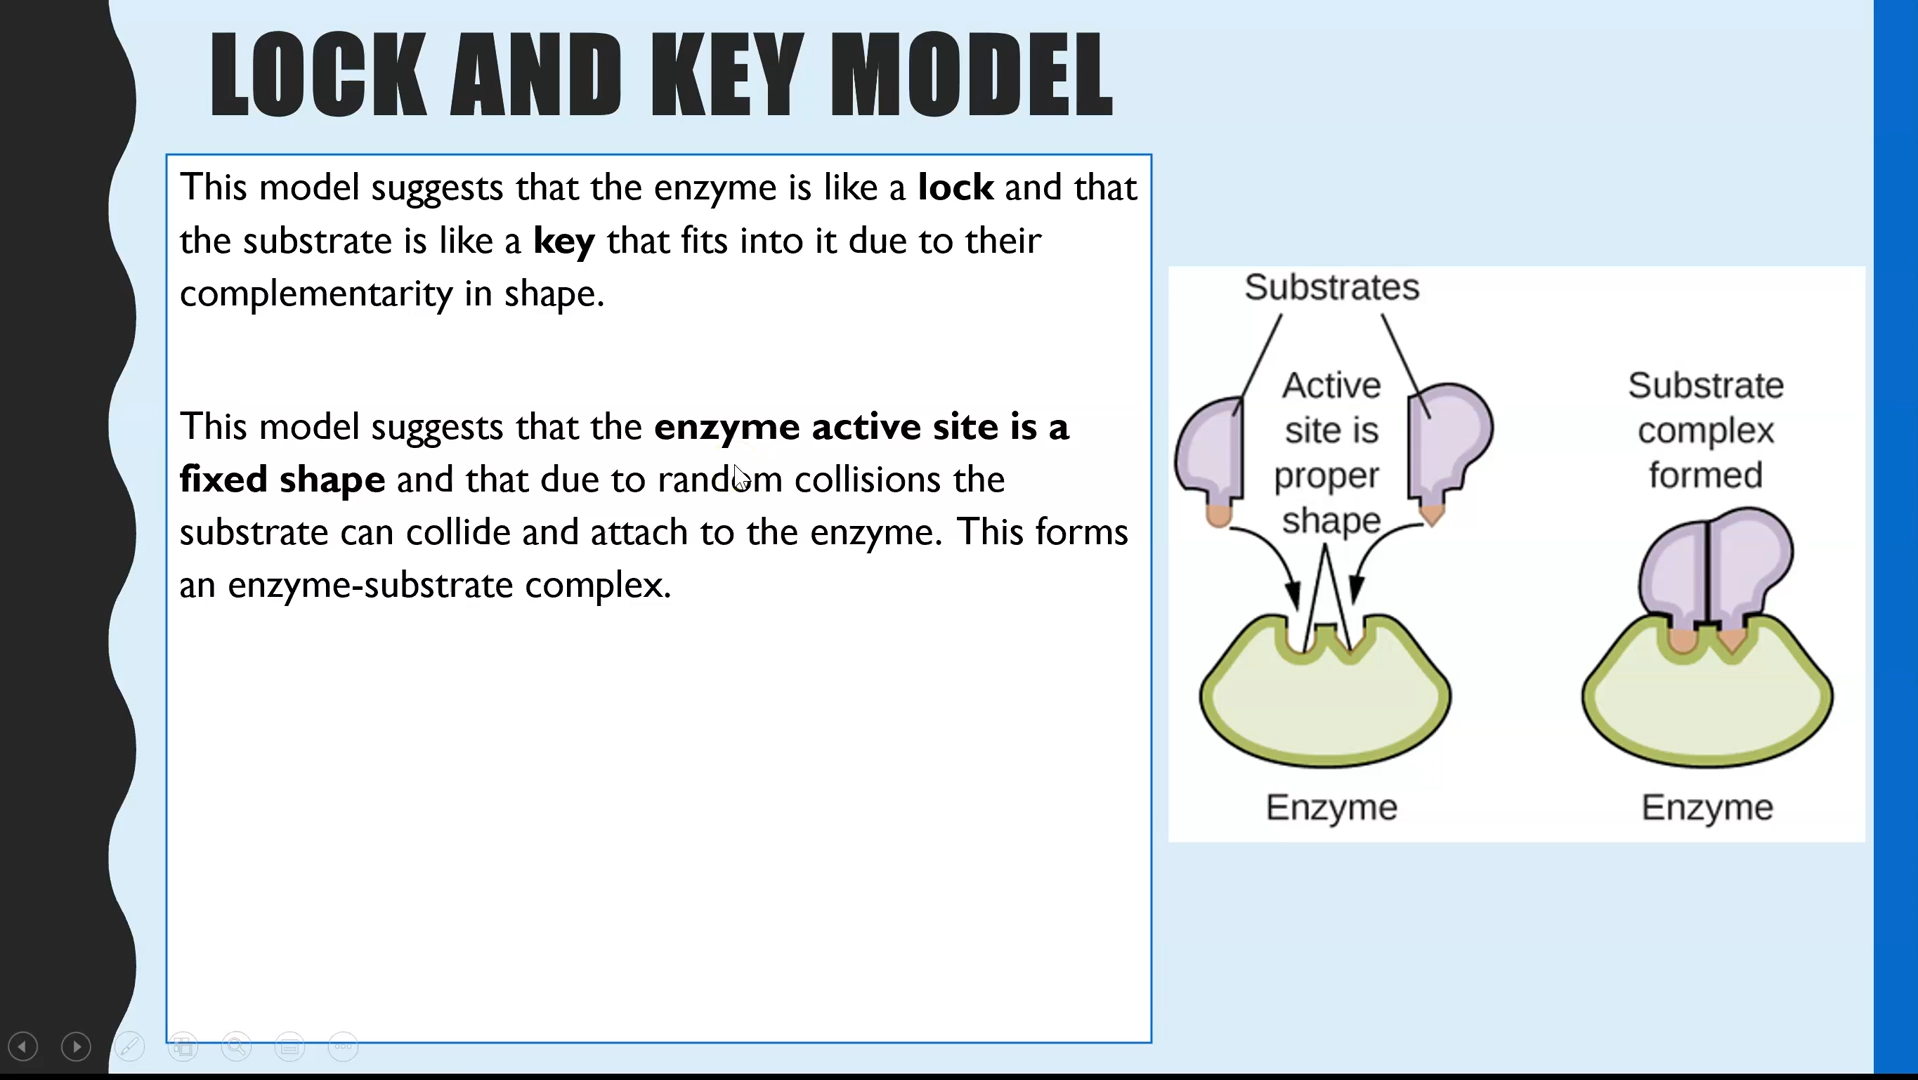 LOCK AND KEY MODEL
This model suggests that the enzyme is like a lock and that
the substrate is like a key that fits into it due to their
complementarity in shape.
This model suggests that the enzyme active site is a
fixed shape and that due to random collisions the
substrate can collide and attach to the enzyme. This forms
an enzyme-substrate complex.
Substrates
Active
site is
proper
shape
Enzyme
Substrate
complex
formed
Enzyme